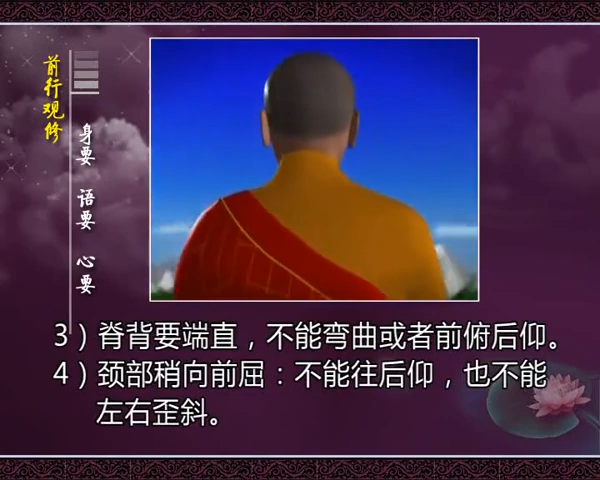 前行观修
身要 语要 心要
3）脊背要端直，不能弯曲或者前俯后仰。
4）颈部稍向前屈：不能往后仰，也不能
左右歪斜。